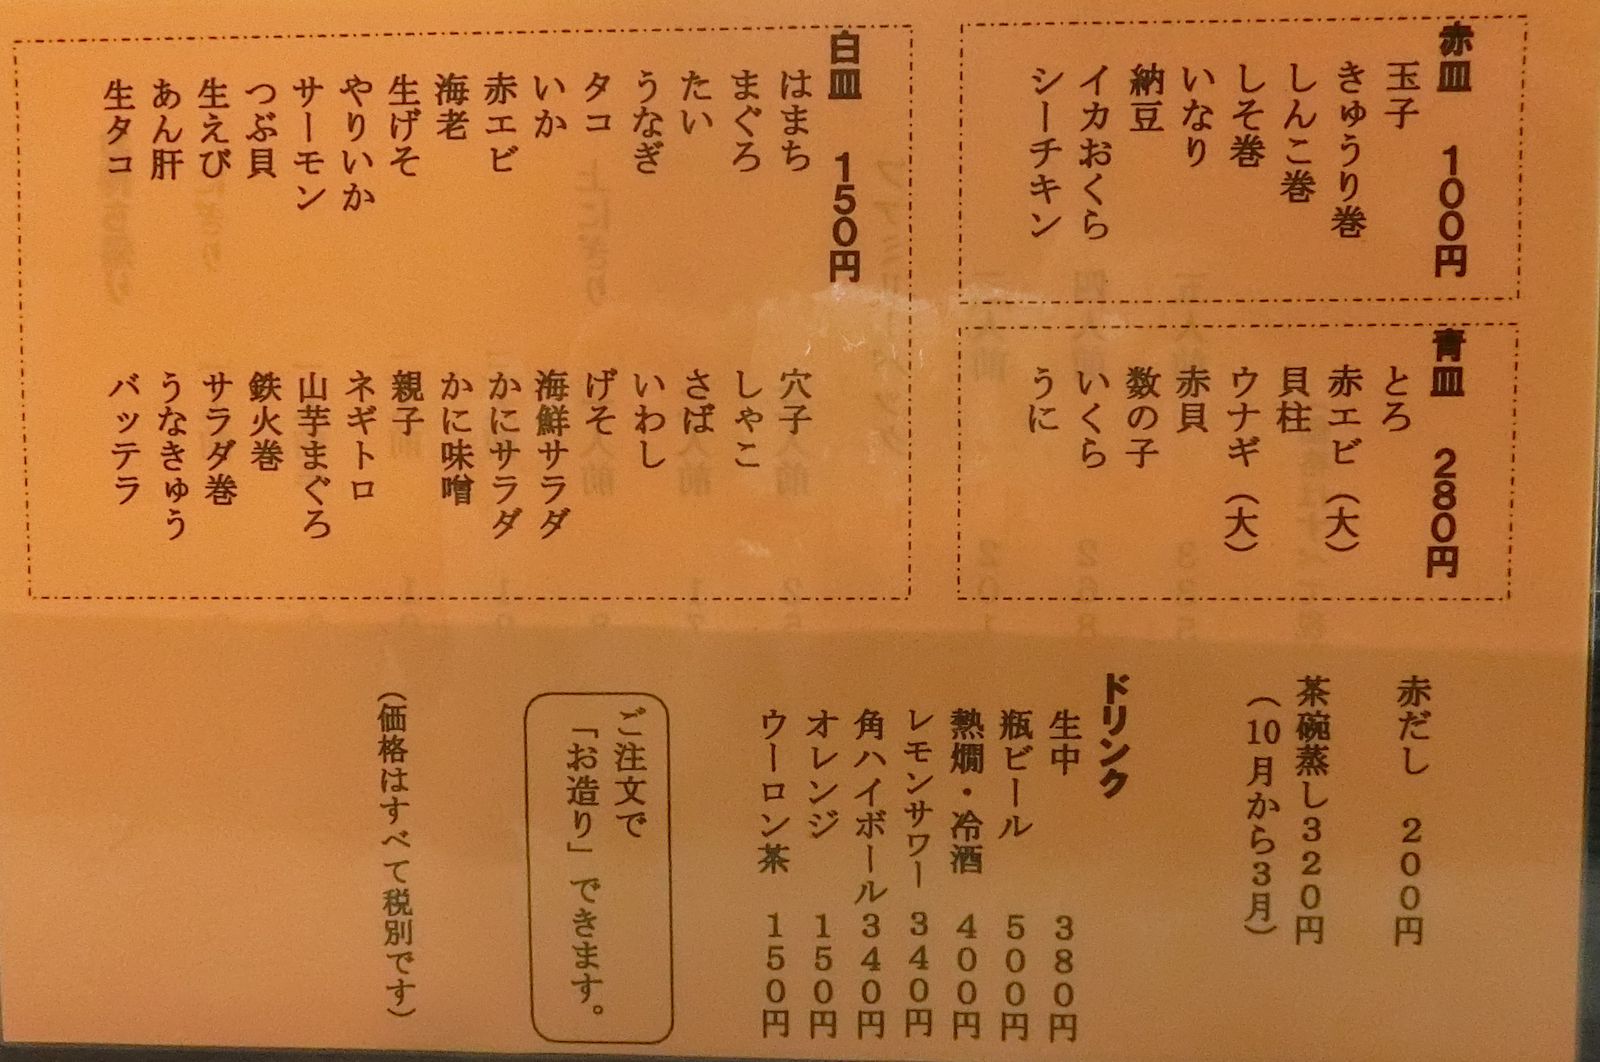 赤皿 100円
玉子
きゅうり巻
しんこ巻
しそ巻
いなり
納豆
イカおくら
シーチキン
青皿 280円
とろ
赤エビ（大）
貝柱
ウナギ（大）
赤貝
数の子
いくら
うに
白皿 150円
はまち
まぐろ
たい
うなぎ
タコ
いか
赤エビ
海老
生げそ
やりいか
サーモン
つぶ貝
生えび
あん肝
生タコ
穴子
しゃこ
さば
いわし
げそ
海鮮サラダ
かにサラダ
かに味噌
親子
ネギトロ
山芋まぐろ
鉄火巻
サラダ巻
うなきゅう
バッテラ
赤だし 200円
茶碗蒸し320円
（10月から3月）
ドリンク
生中 380円
瓶ビール 500円
熱燗・冷酒 400円
レモンサワー 340円
角ハイボール 340円
オレンジ 150円
ウーロン茶 150円
ご注文で
「お造り」できます。
（価格はすべて税別です）